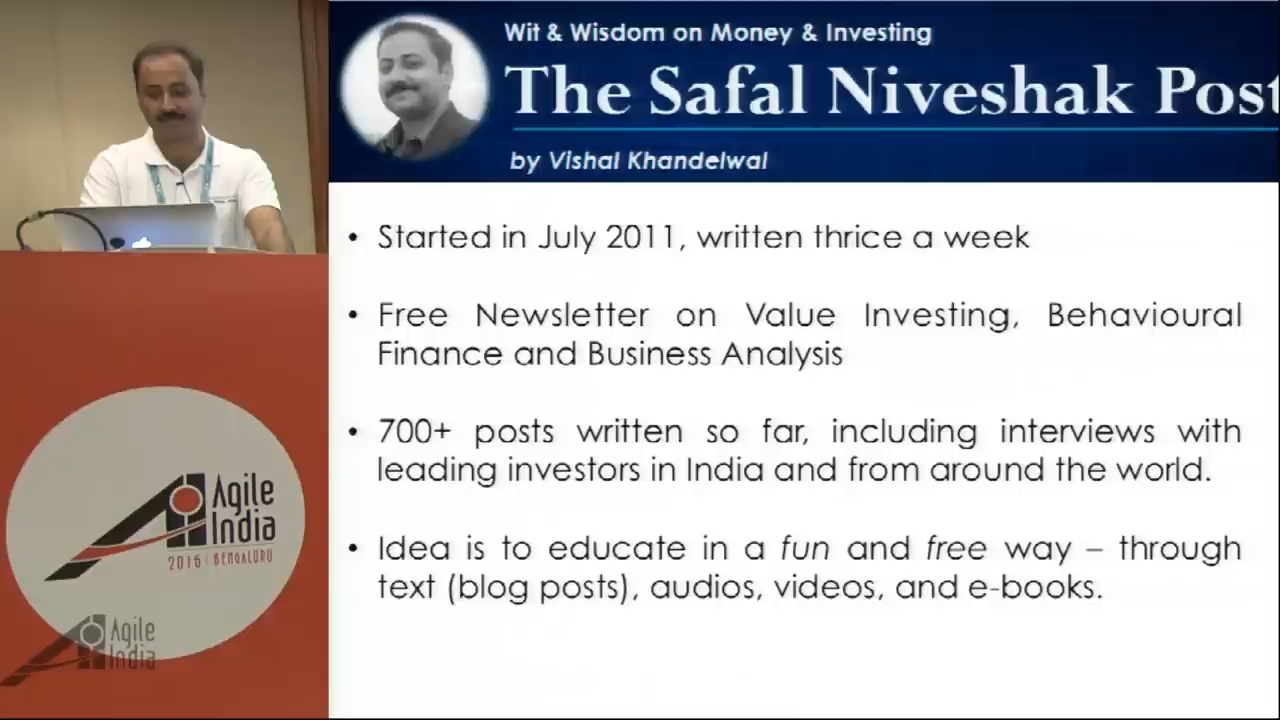 Wit & Wisdom on Money & Investing
The Safal Niveshak Post
by Vishal Khandelwal
• Started in July 2011, written thrice a week
• Free Newsletter on Value Investing, Behavioural
Finance and Business Analysis
• 700+ posts written so far, including interviews with
leading investors in India and from around the world.
• Idea is to educate in a fun and free way – through
text (blog posts), audios, videos, and e-books.
Agile
India
2016 | BENGALURU
Agile
India